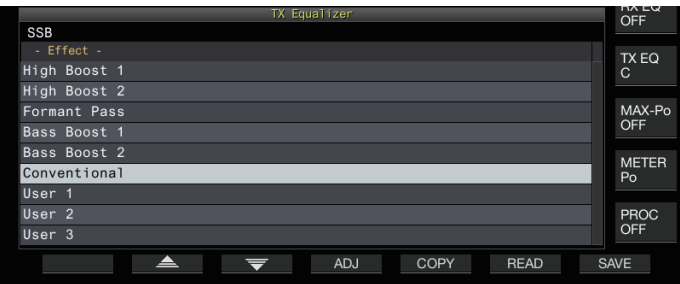 TX Equalizer
SSB
- Effect -
High Boost 1
High Boost 2
Formant Pass
Bass Boost 1
Bass Boost 2
Conventional
User 1
User 2
User 3
RX EQ
OFF
TX EQ
C
MAX-Po
OFF
METER
Po
PROC
OFF
ADJ COPY READ SAVE